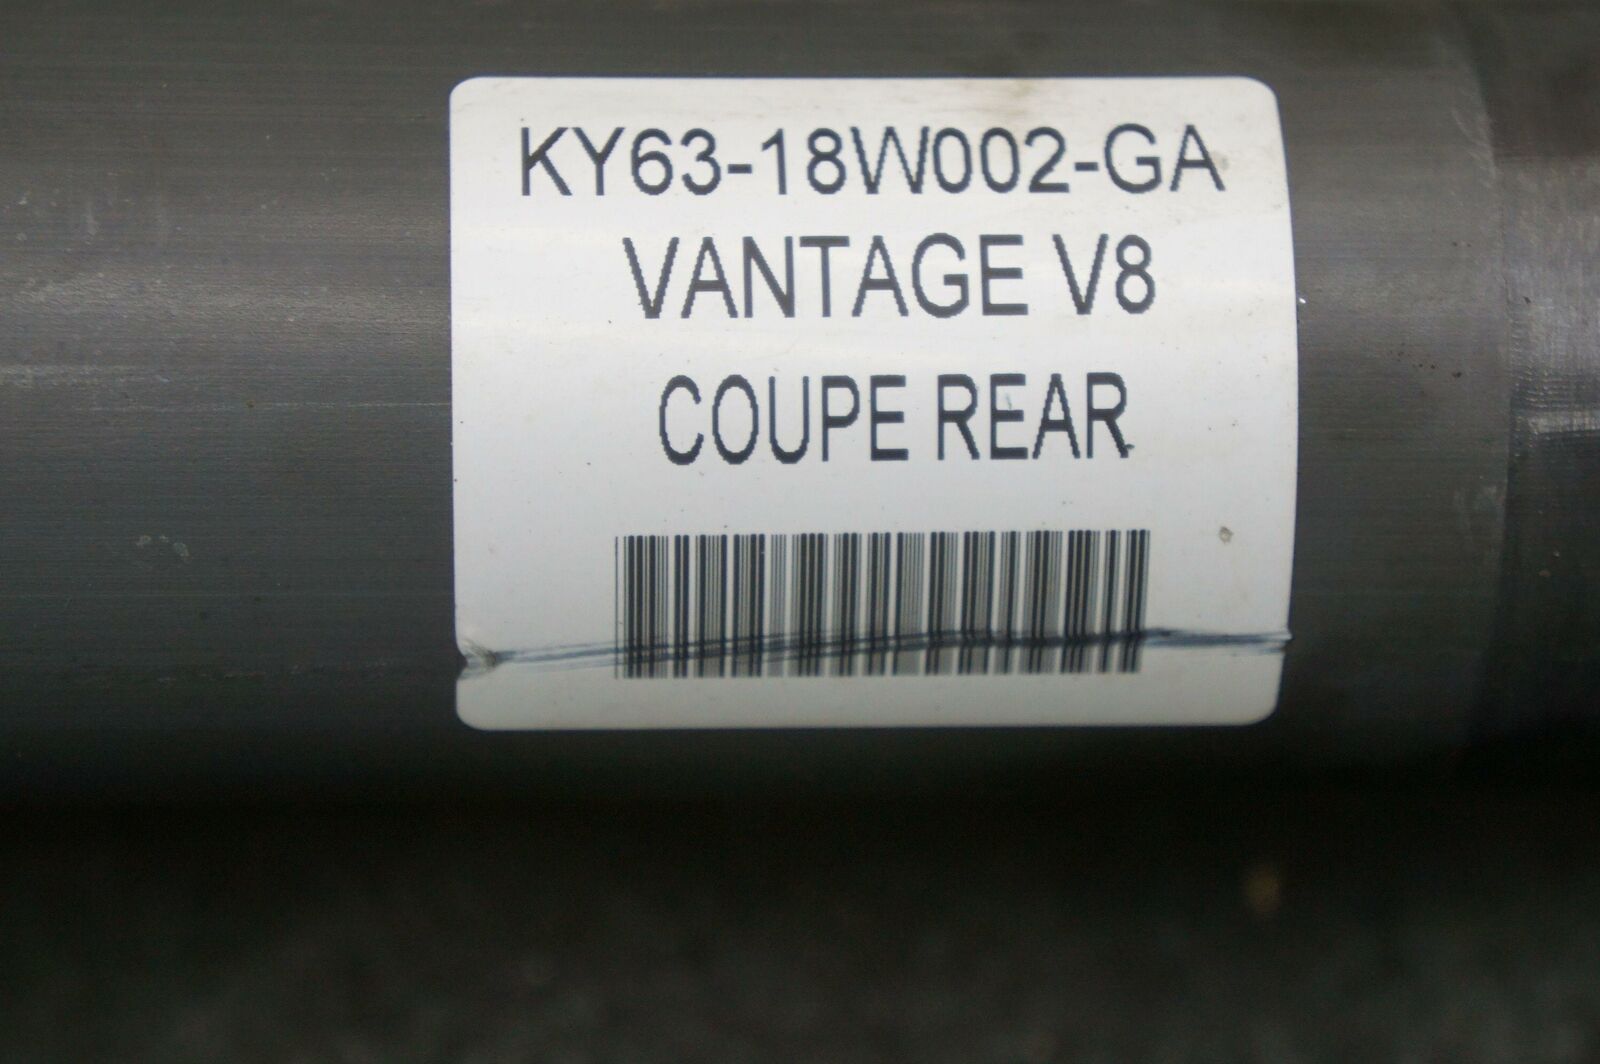 KY63-18W002-GA
VANTAGE V8
COUPE REAR